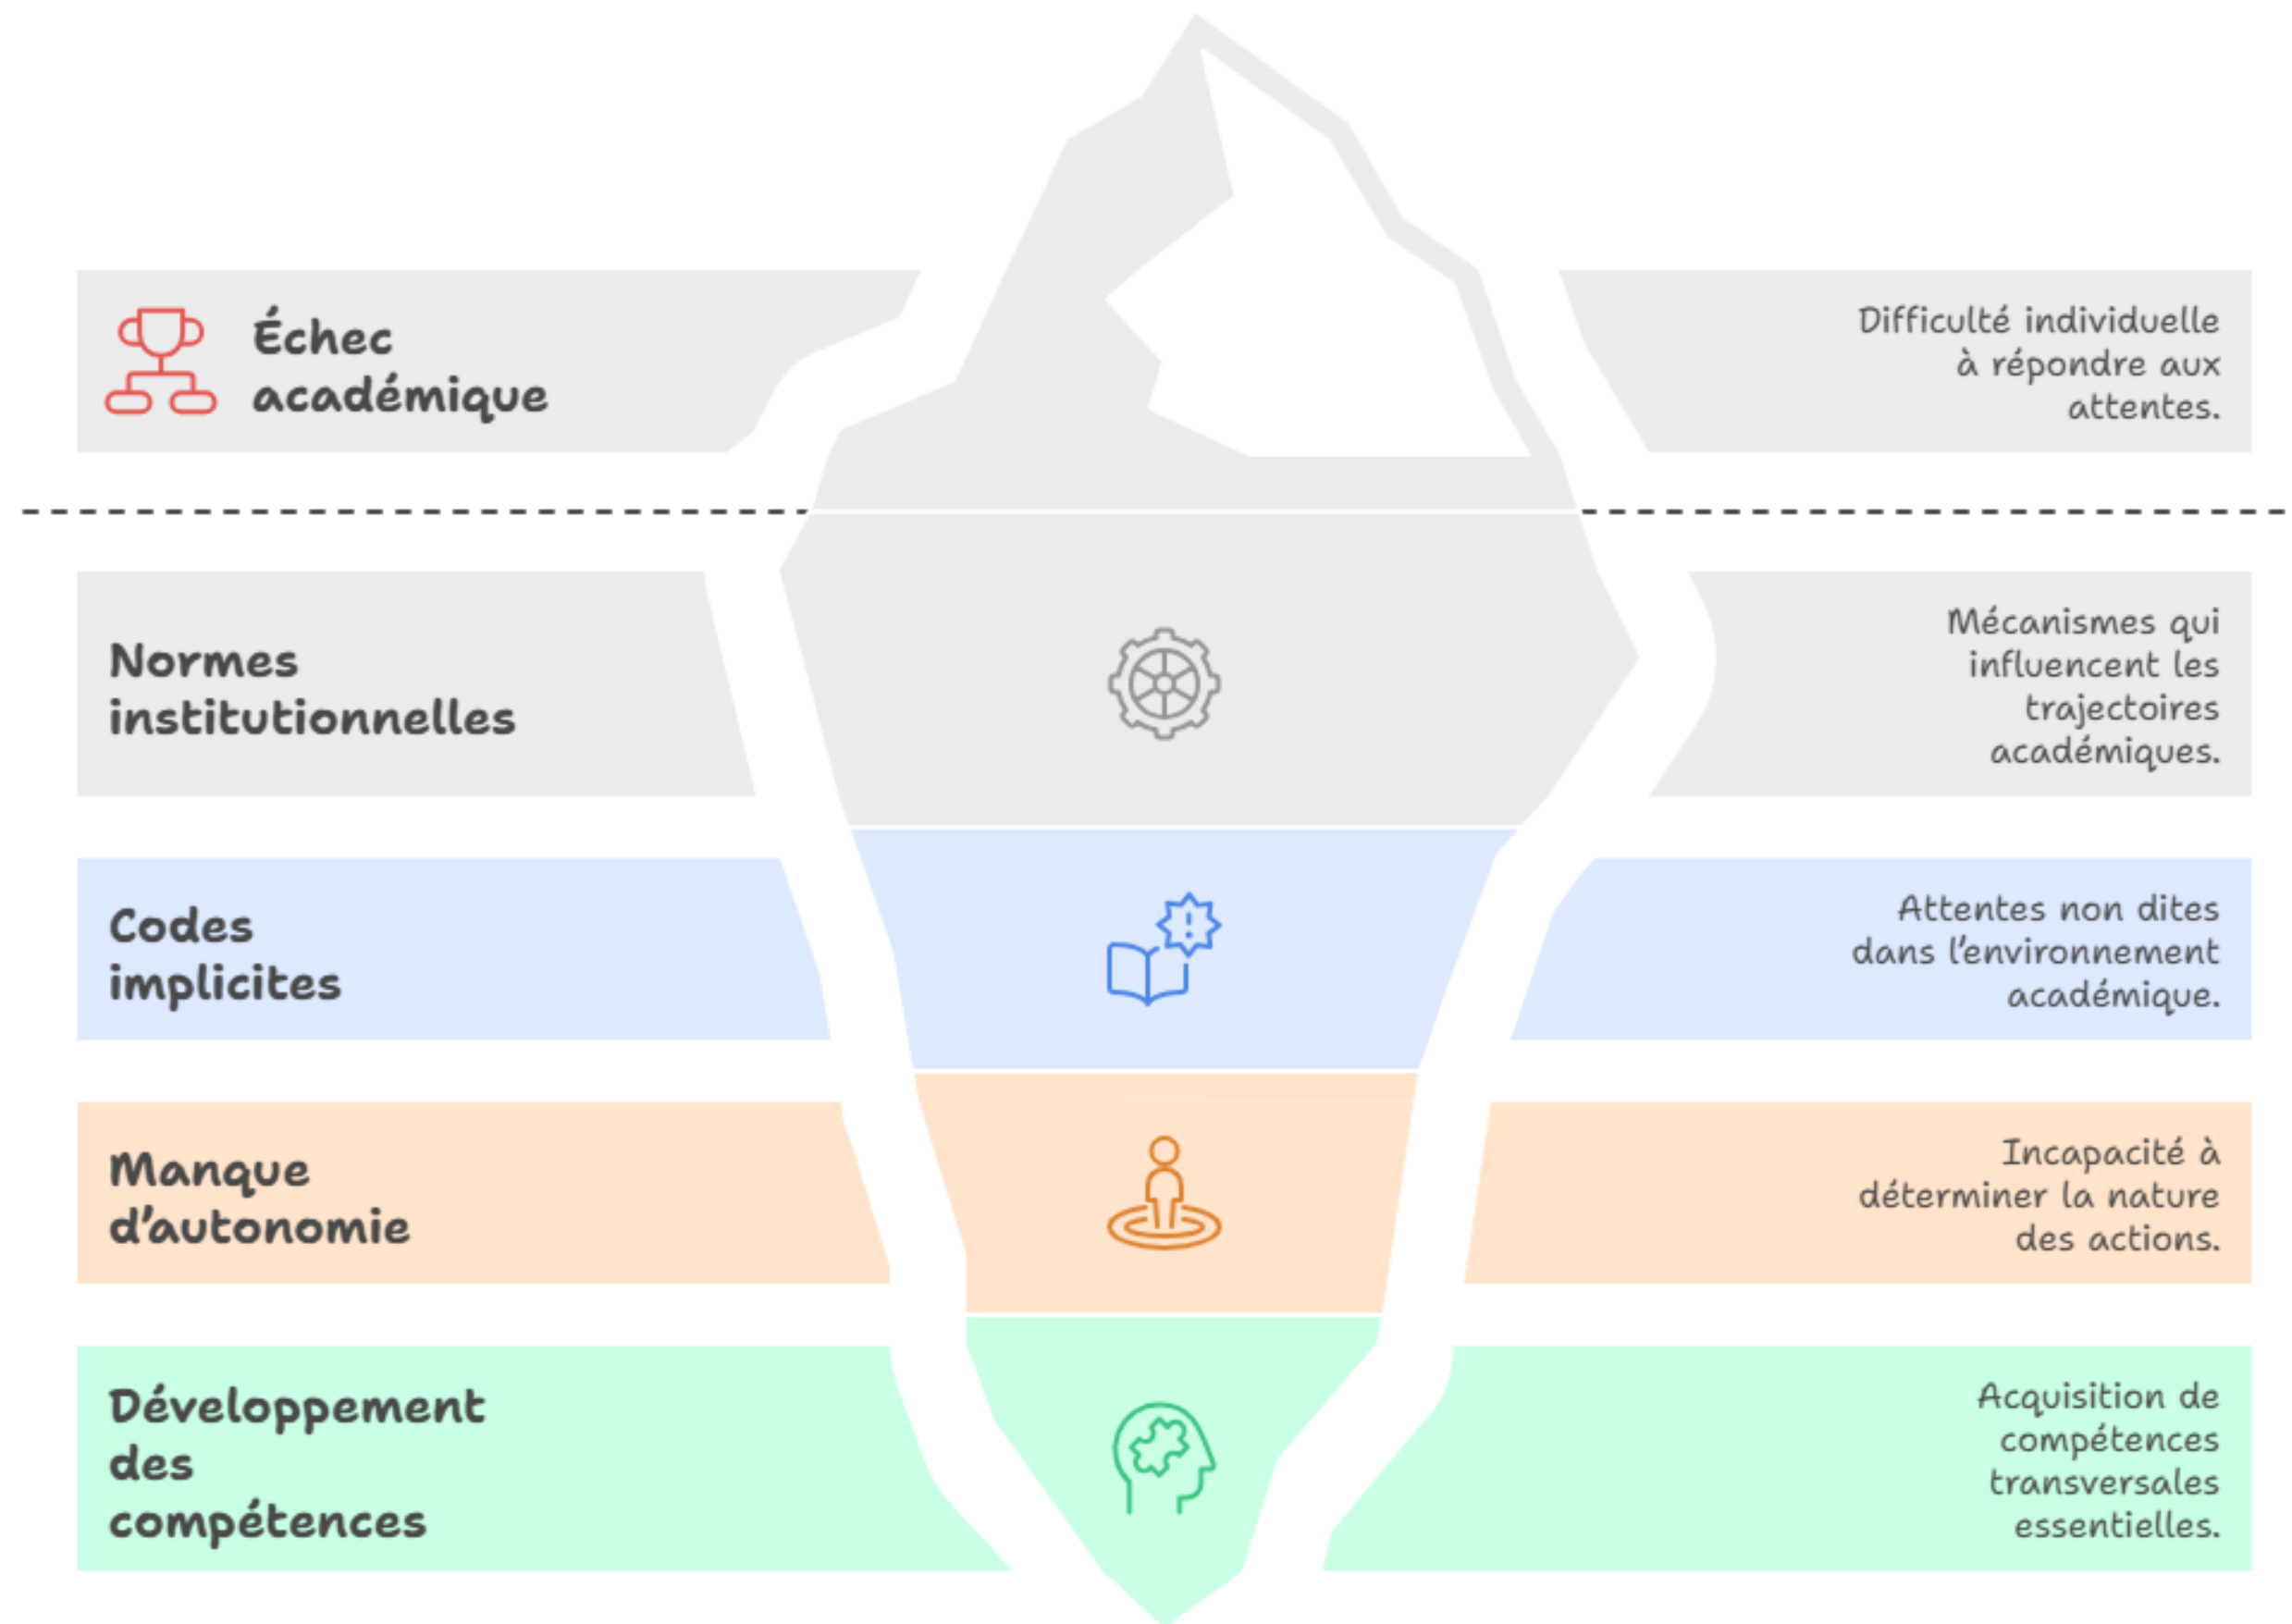 Échec
académique
Difficulté individuelle
à répondre aux
attentes.
Normes
institutionnelles
Mécanismes qui
influencent les
trajectoires
académiques.
Codes
implicites
Attentes non dites
dans l'environnement
académique.
Manque
d'autonomie
Incapacité à
déterminer la nature
des actions.
Développement
des
compétences
Acquisition de
compétences
transversales
essentielles.